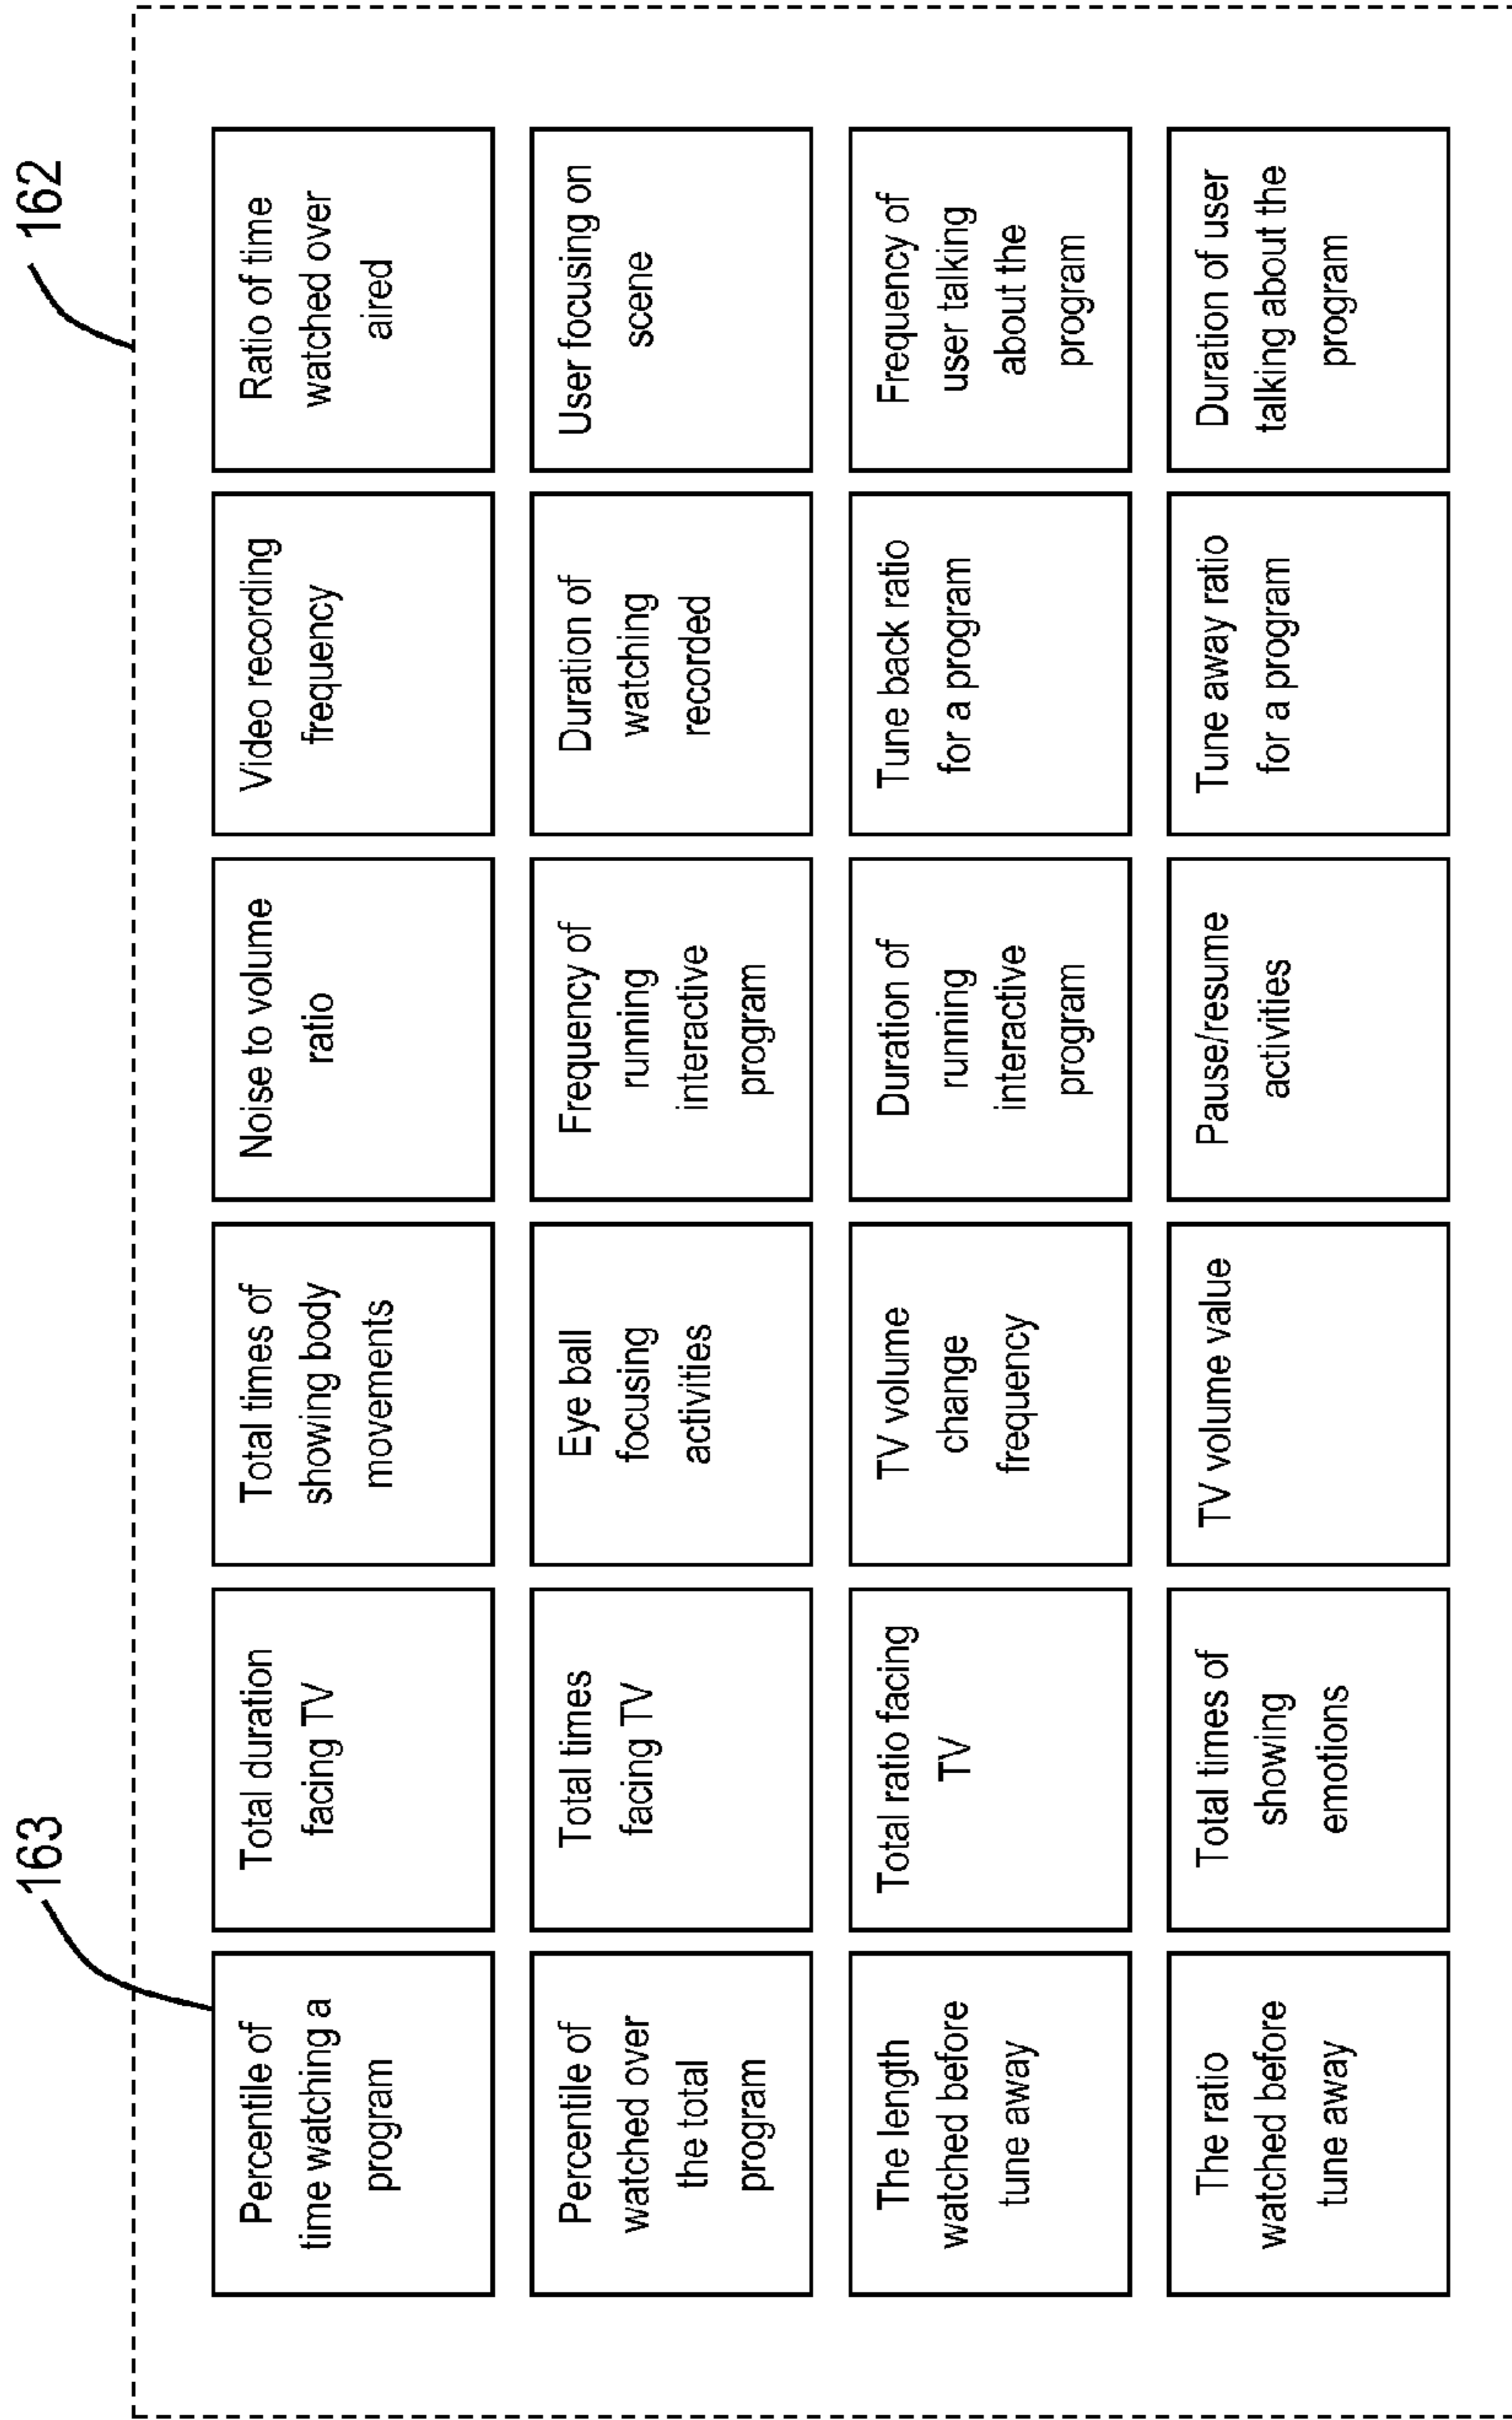 163
162
Percentile of
time watching a
program
Total duration
facing TV
Total times of
showing body
movements
Noise to volume
ratio
Video recording
frequency
Ratio of time
watched over
aired
Percentile of
watched over
the total
program
Total times
facing TV
Eye ball
focusing
activities
Frequency of
running
interactive
program
Duration of
watching
recorded
User focusing on
scene
The length
watched before
tune away
Total ratio facing
TV
TV volume
change
frequency
Duration of
running
interactive
program
Tune back ratio
for a program
Frequency of
user talking
about the
program
The ratio
watched before
tune away
Total times of
showing
emotions
TV volume value
Pause/resume
activities
Tune away ratio
for a program
Duration of user
talking about the
program